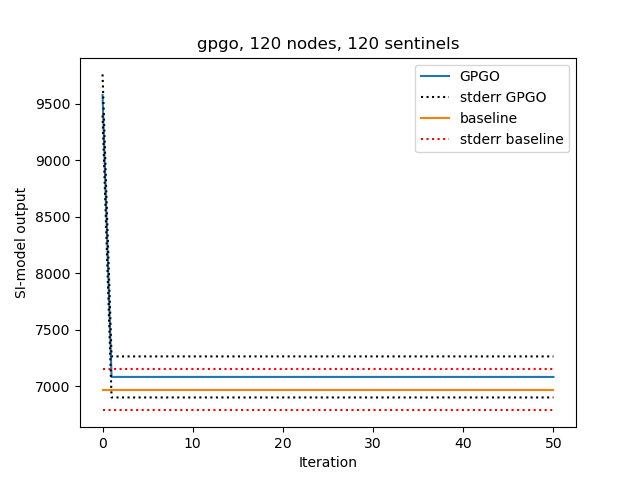 gpgo, 120 nodes, 120 sentinels
GPGO
stderr GPGO
baseline
stderr baseline
SI-model output
9500
9000
8500
8000
7500
7000
0 10 20 30 40 50
Iteration